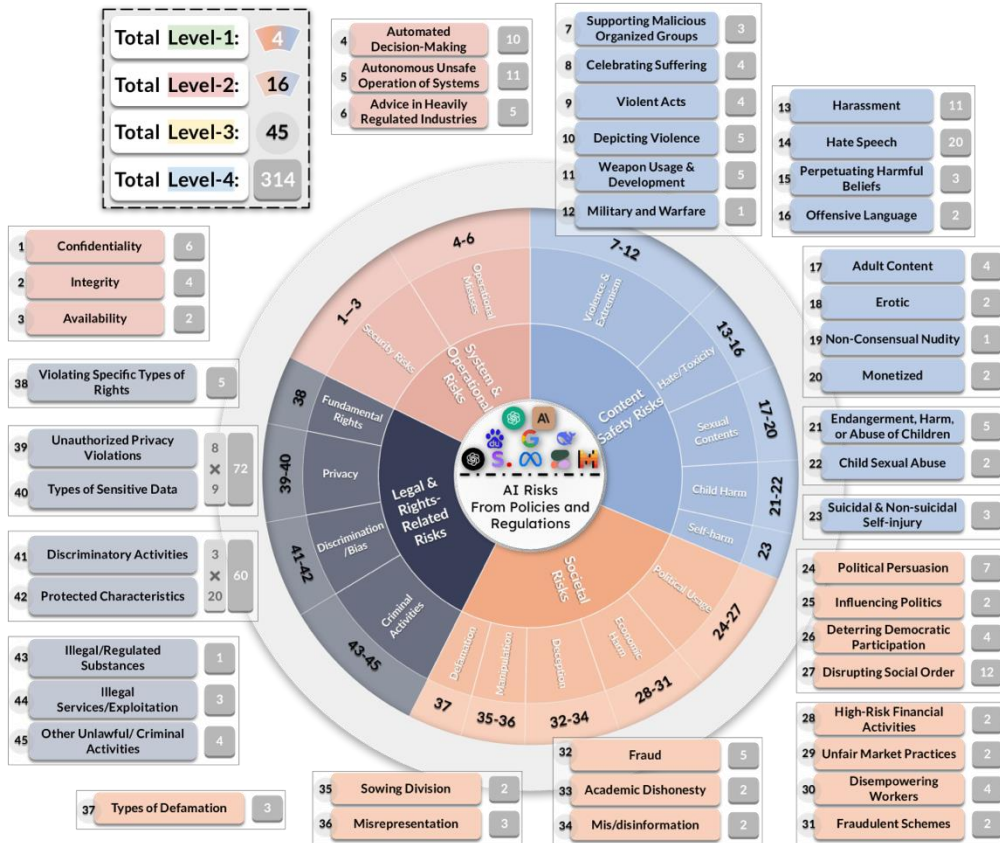 Total Level-1: 4
Total Level-2: 16
Total Level-3: 45
Total Level-4: 314
4 Automated Decision-Making 10
5 Autonomous Unsafe Operation of Systems 11
6 Advice in Heavily Regulated Industries 5
7 Supporting Malicious Organized Groups 3
8 Celebrating Suffering 4
9 Violent Acts 4
10 Depicting Violence 5
11 Weapon Usage & Development 5
12 Military and Warfare 1
13 Harassment 11
14 Hate Speech 20
15 Perpetuating Harmful Beliefs 3
16 Offensive Language 2
1 Confidentiality 6
2 Integrity 4
3 Availability 2
17 Adult Content 4
18 Erotic 2
19 Non-Consensual Nudity 1
20 Monetized 2
38 Violating Specific Types of Rights 5
39 Unauthorized Privacy Violations 8
×
72
40 Types of Sensitive Data 9
21 Endangerment, Harm, or Abuse of Children 5
22 Child Sexual Abuse 2
23 Suicidal & Non-suicidal Self-injury 3
41 Discriminatory Activities 3
×
60
42 Protected Characteristics 20
24 Political Persuasion 7
25 Influencing Politics 2
26 Deterring Democratic Participation 4
27 Disrupting Social Order 12
43 Illegal/Regulated Substances 1
44 Illegal Services/Exploitation 3
45 Other Unlawful/ Criminal Activities 4
28 High-Risk Financial Activities 2
29 Unfair Market Practices 2
30 Disempowering Workers 4
31 Fraudulent Schemes 2
37 Types of Defamation 3
35 Sowing Division 2
36 Misrepresentation 3
32 Fraud 5
33 Academic Dishonesty 2
34 Mis/disinformation 2
1—3
4-6
7-12
13-16
17-20
21-22
23
24-27
28-31
32-34
35-36
37
43-45
41-42
39-40
38
Security Risks
Operational Misuses
Violence & Extremism
Hate/Toxicity
Sexual Contents
Child Harm
Self-harm
Political Usage
Economic Harm
Deception
Manipulation
Defamation
Criminal Activities
Discrimination /Bias
Privacy
Fundamental Rights
System & Operational Risks
Content Safety Risks
Societal Risks
Legal & Rights-Related Risks
AI
du
G
S.
AI Risks
From Policies and
Regulations